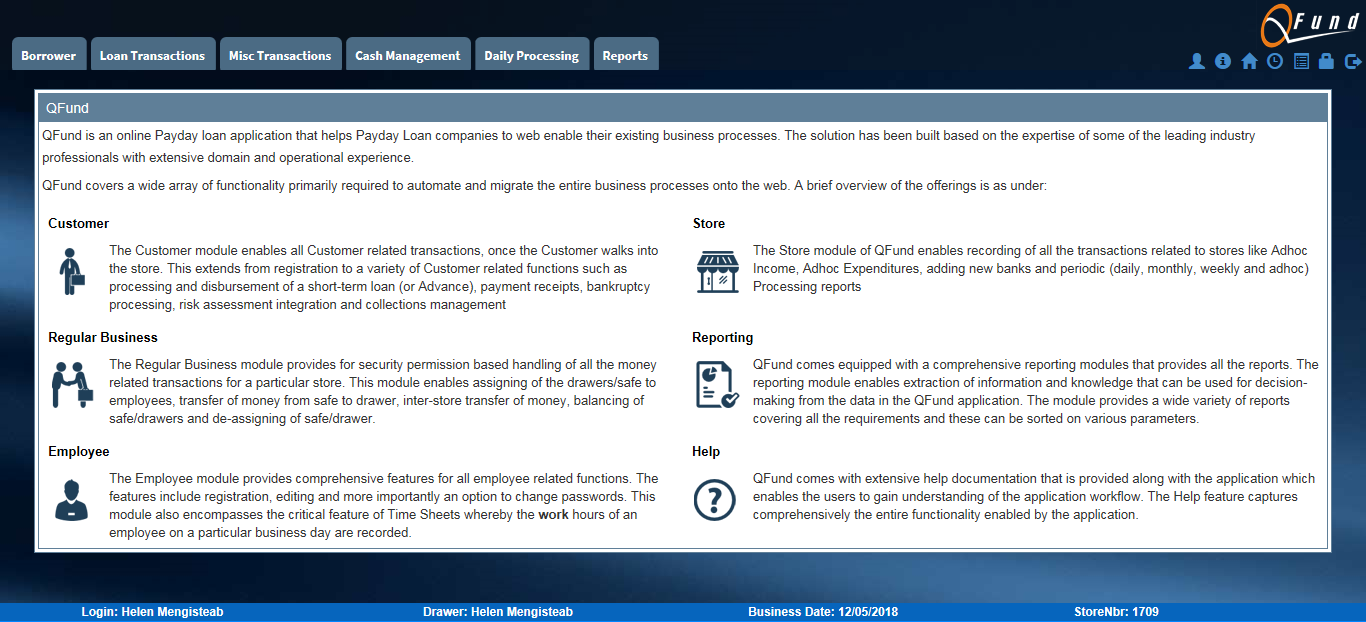 QFund
Borrower
Loan Transactions
Misc Transactions
Cash Management
Daily Processing
Reports
QFund
QFund is an online Payday loan application that helps Payday Loan companies to web enable their existing business processes. The solution has been built based on the expertise of some of the leading industry
professionals with extensive domain and operational experience.
QFund covers a wide array of functionality primarily required to automate and migrate the entire business processes onto the web. A brief overview of the offerings is as under:
Customer
The Customer module enables all Customer related transactions, once the Customer walks into
the store. This extends from registration to a variety of Customer related functions such as
processing and disbursement of a short-term loan (or Advance), payment receipts, bankruptcy
processing, risk assessment integration and collections management
Store
The Store module of QFund enables recording of all the transactions related to stores like Adhoc
Income, Adhoc Expenditures, adding new banks and periodic (daily, monthly, weekly and adhoc)
Processing reports
Regular Business
The Regular Business module provides for security permission based handling of all the money
related transactions for a particular store. This module enables assigning of the drawers/safe to
employees, transfer of money from safe to drawer, inter-store transfer of money, balancing of
safe/drawers and de-assigning of safe/drawer.
Reporting
QFund comes equipped with a comprehensive reporting modules that provides all the reports. The
reporting module enables extraction of information and knowledge that can be used for decision-
making from the data in the QFund application. The module provides a wide variety of reports
covering all the requirements and these can be sorted on various parameters.
Employee
The Employee module provides comprehensive features for all employee related functions. The
features include registration, editing and more importantly an option to change passwords. This
module also encompasses the critical feature of Time Sheets whereby the work hours of an
employee on a particular business day are recorded.
Help
QFund comes with extensive help documentation that is provided along with the application which
enables the users to gain understanding of the application workflow. The Help feature captures
comprehensively the entire functionality enabled by the application.
Login: Helen Mengisteab
Drawer: Helen Mengisteab
Business Date: 12/05/2018
StoreNbr: 1709